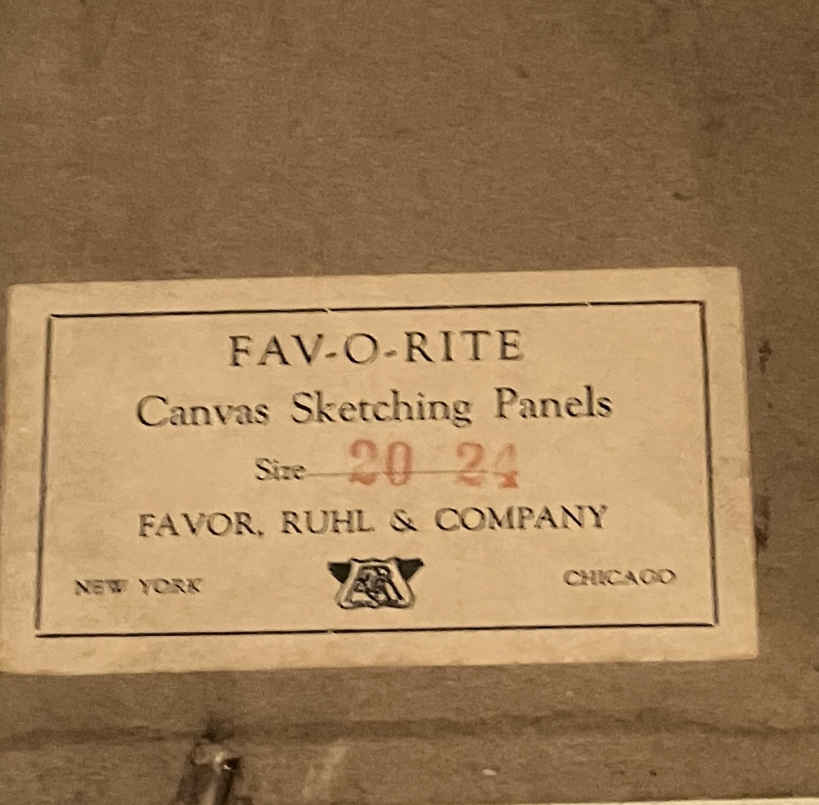 FAV-O-RITE
Canvas Sketching Panels
Size 20 24
FAVOR, RUHL & COMPANY
NEW YORK CHICAGO